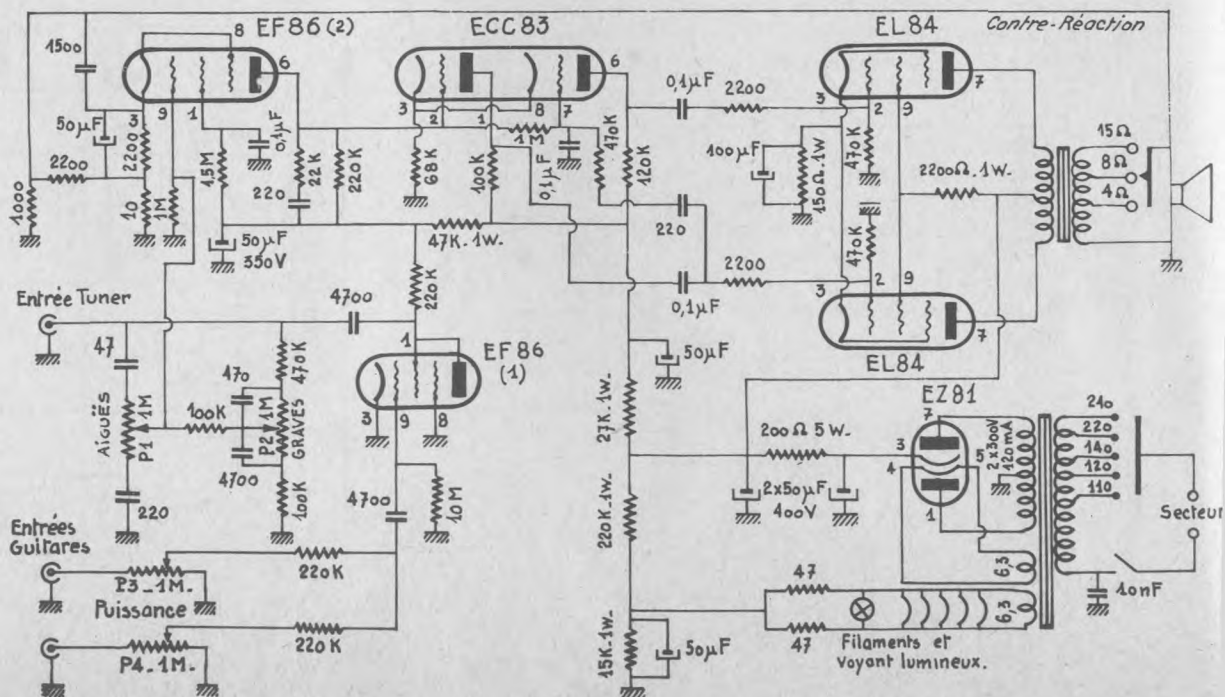 EF86 (2)
ECC83
EL84
Contre-Réaction
1500
8
6
3
9
1
50µF
2200
2200
1000
10
1M
1,5M
0,1µF
22K
220K
220
50µF
350V
3
2
1
8
7
6
68K
100K
1M
0,1µF
470K
120K
47K.1W.
220K
0,1µF
2200
220
0,1µF
2200
3
2
9
7
100µF
150Ω.1W
470K
470K
2200Ω.1W.
15Ω
8Ω
4Ω
3
2
9
7
EL84
Entrée Tuner
47
4700
470K
470
100K
AIGUËS
P1 1M
P2 1M
GRAVES
4700
100K
220
1
EF86
(1)
3
9
8
4700
10M
50µF
27K.1W.
220K.1W.
15K.1W.
50µF
EZ81
7
200Ω 5W.
3
4
5
1
2x300V
120mA
2x50µF
400V
6,3
6,3
210
220
140
120
110
Secteur
10nF
47
47
Filaments et
Voyant lumineux.
Entrées
Guitares
P3_1M.
Puissance
P4_1M.
220K
220K